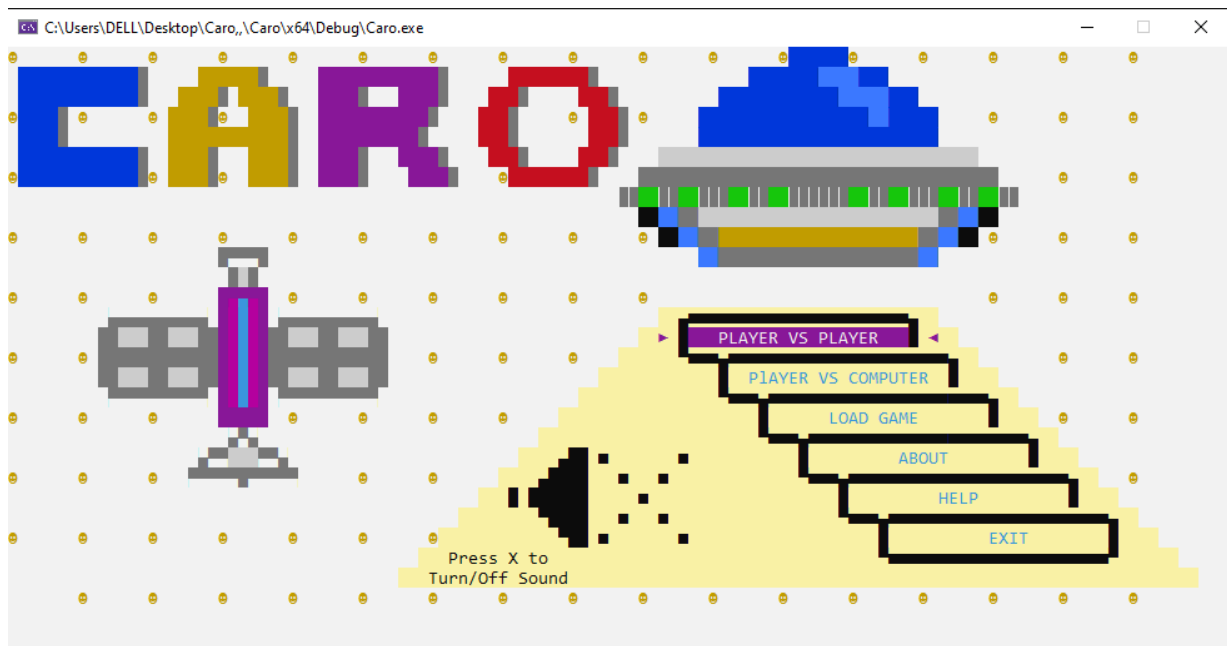 C:\Users\DELL\Desktop\Caro,,\Caro\x64\Debug\Caro.exe
CARO
PLAYER VS PLAYER
PlAYER VS COMPUTER
LOAD GAME
ABOUT
HELP
EXIT
Press X to
Turn/Off Sound